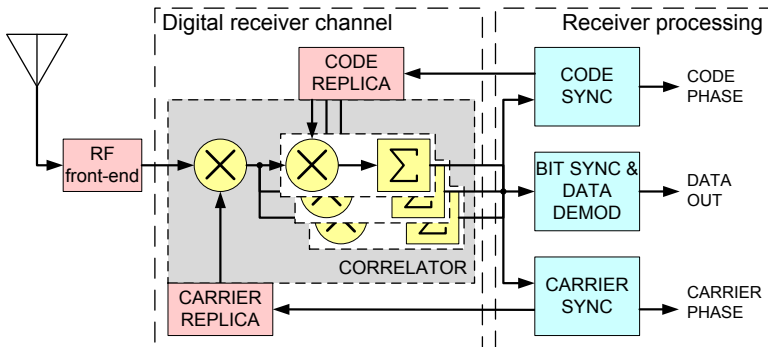 Digital receiver channel
Receiver processing
CODE
REPLICA
CODE
SYNC
CODE
PHASE
RF
front-end
Σ
BIT SYNC &
DATA
DEMOD
DATA
OUT
Σ
Σ
CORRELATOR
CARRIER
REPLICA
CARRIER
SYNC
CARRIER
PHASE